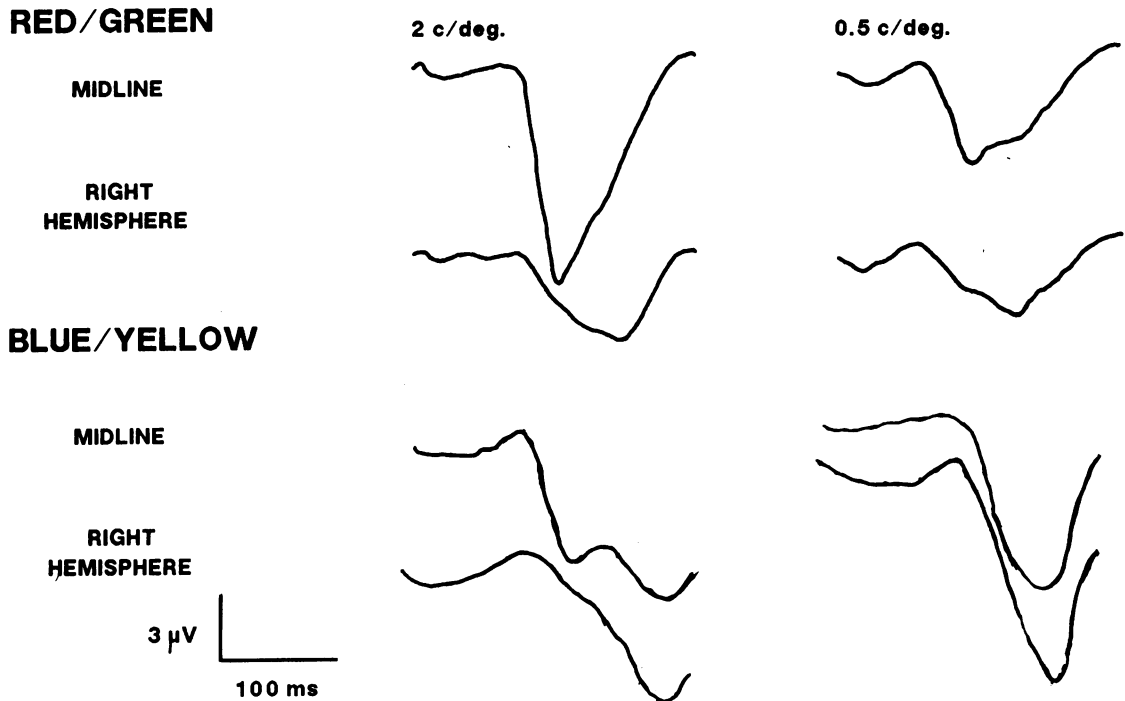 RED/GREEN
2 c/deg.
0.5 c/deg.
MIDLINE
RIGHT
HEMISPHERE
BLUE/YELLOW
MIDLINE
RIGHT
HEMISPHERE
3 μV
100 ms